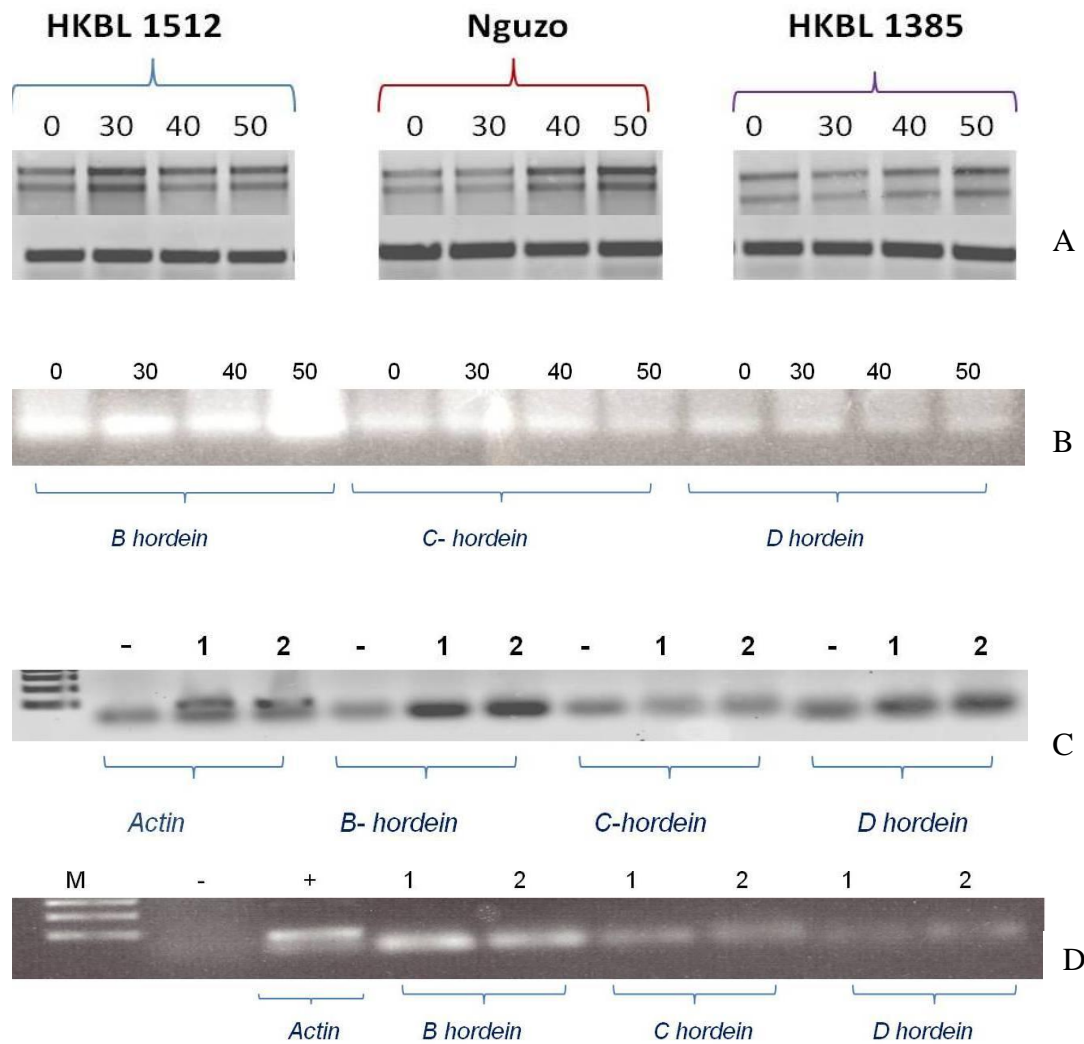 HKBL 1512 Nguzo HKBL 1385
0 30 40 50 0 30 40 50 0 30 40 50
A
0 30 40 50 0 30 40 50 0 30 40 50
B
B hordein C- hordein D hordein
- 1 2 - 1 2 - 1 2 - 1 2
C
Actin B- hordein C-hordein D hordein
M - + 1 2 1 2 1 2
D
Actin B hordein C hordein D hordein